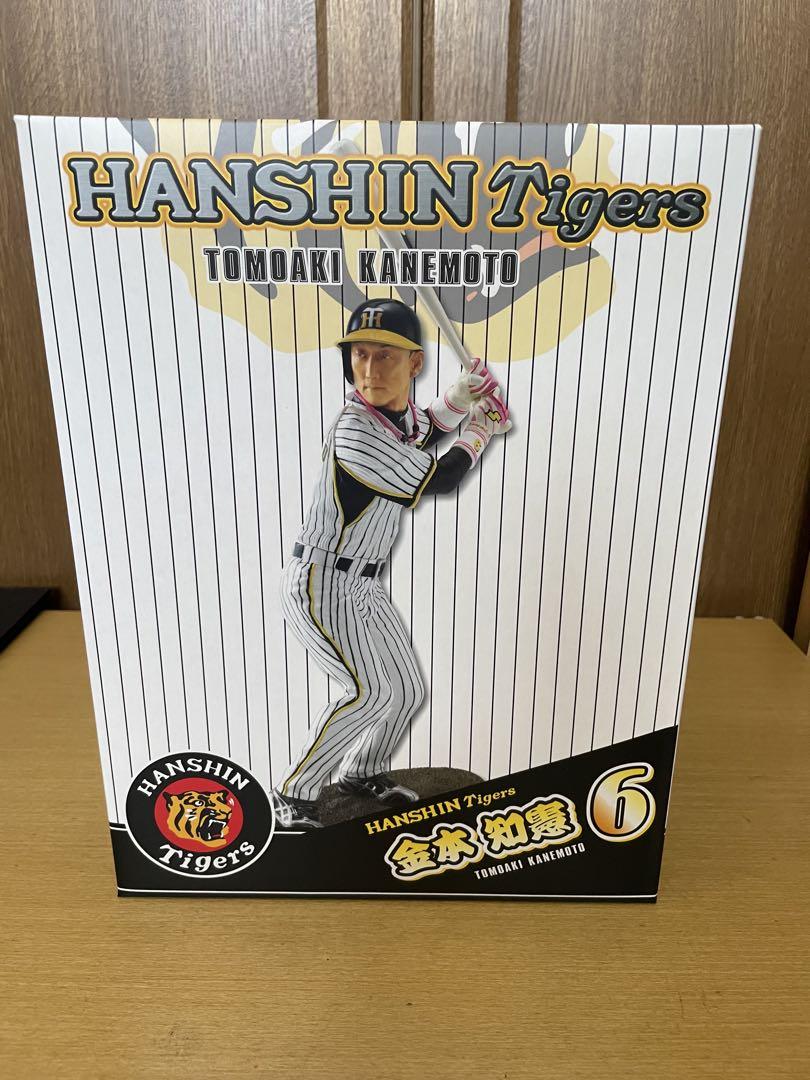 HANSHIN Tigers
TOMOAKI KANEMOTO
HANSHIN Tigers
金本 知憲 6
TOMOAKI KANEMOTO
HANSHIN
Tigers